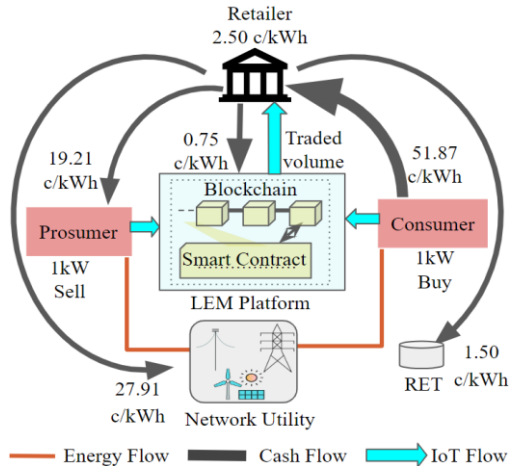 Retailer
2.50 c/kWh
0.75
c/kWh
Traded
volume
19.21
c/kWh
51.87
c/kWh
Blockchain
Prosumer
Smart Contract
Consumer
1kW
Sell
1kW
Buy
LEM Platform
27.91
c/kWh
RET
1.50
c/kWh
Network Utility
Energy Flow
Cash Flow
IoT Flow